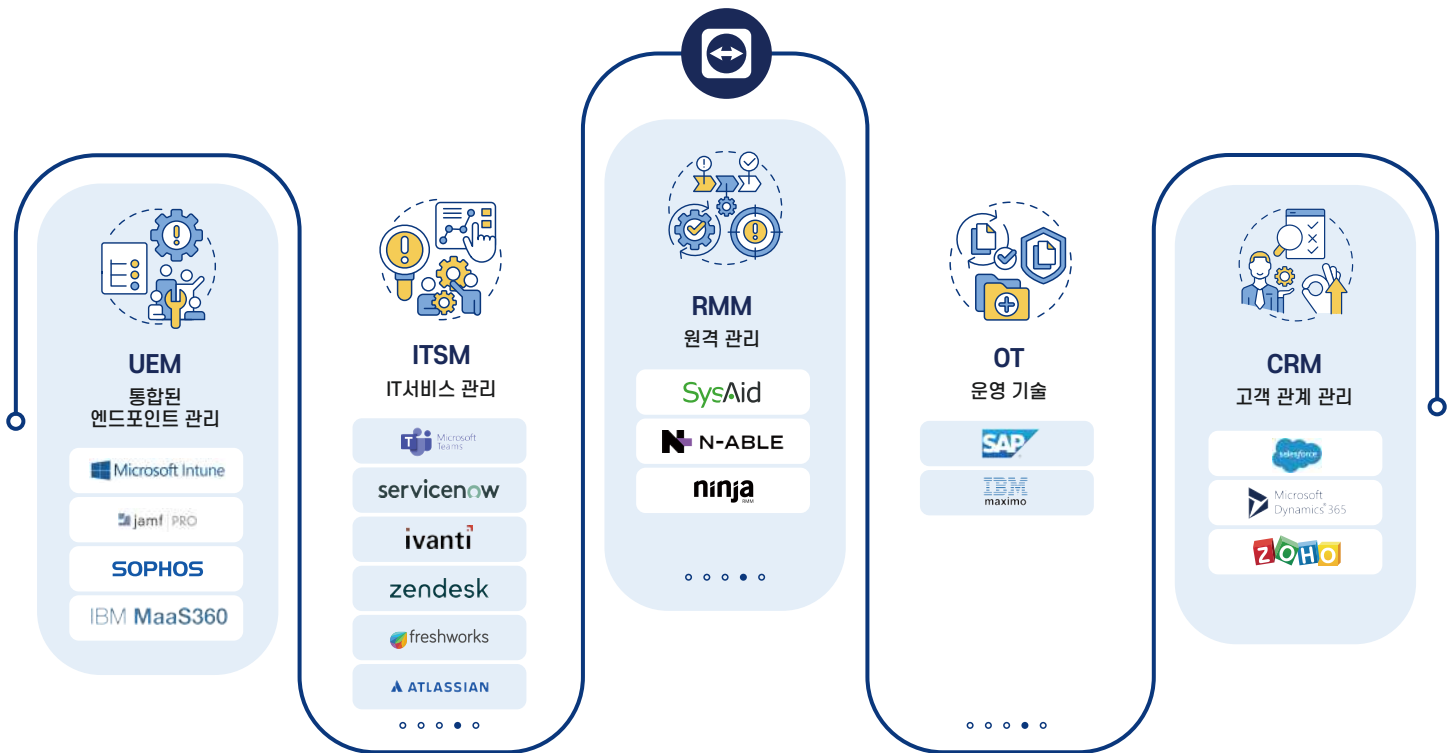 UEM
통합된
엔드포인트 관리
Microsoft Intune
jamf PRO
SOPHOS
IBM MaaS360
ITSM
IT서비스 관리
Microsoft
Teams
servicenow
ivanti
zendesk
freshworks
ATLASSIAN
RMM
원격 관리
SysAid
N-ABLE
ninja
RMM
OT
운영 기술
SAP
IBM
maximo
CRM
고객 관계 관리
salesforce
Microsoft
Dynamics 365
ZOHO